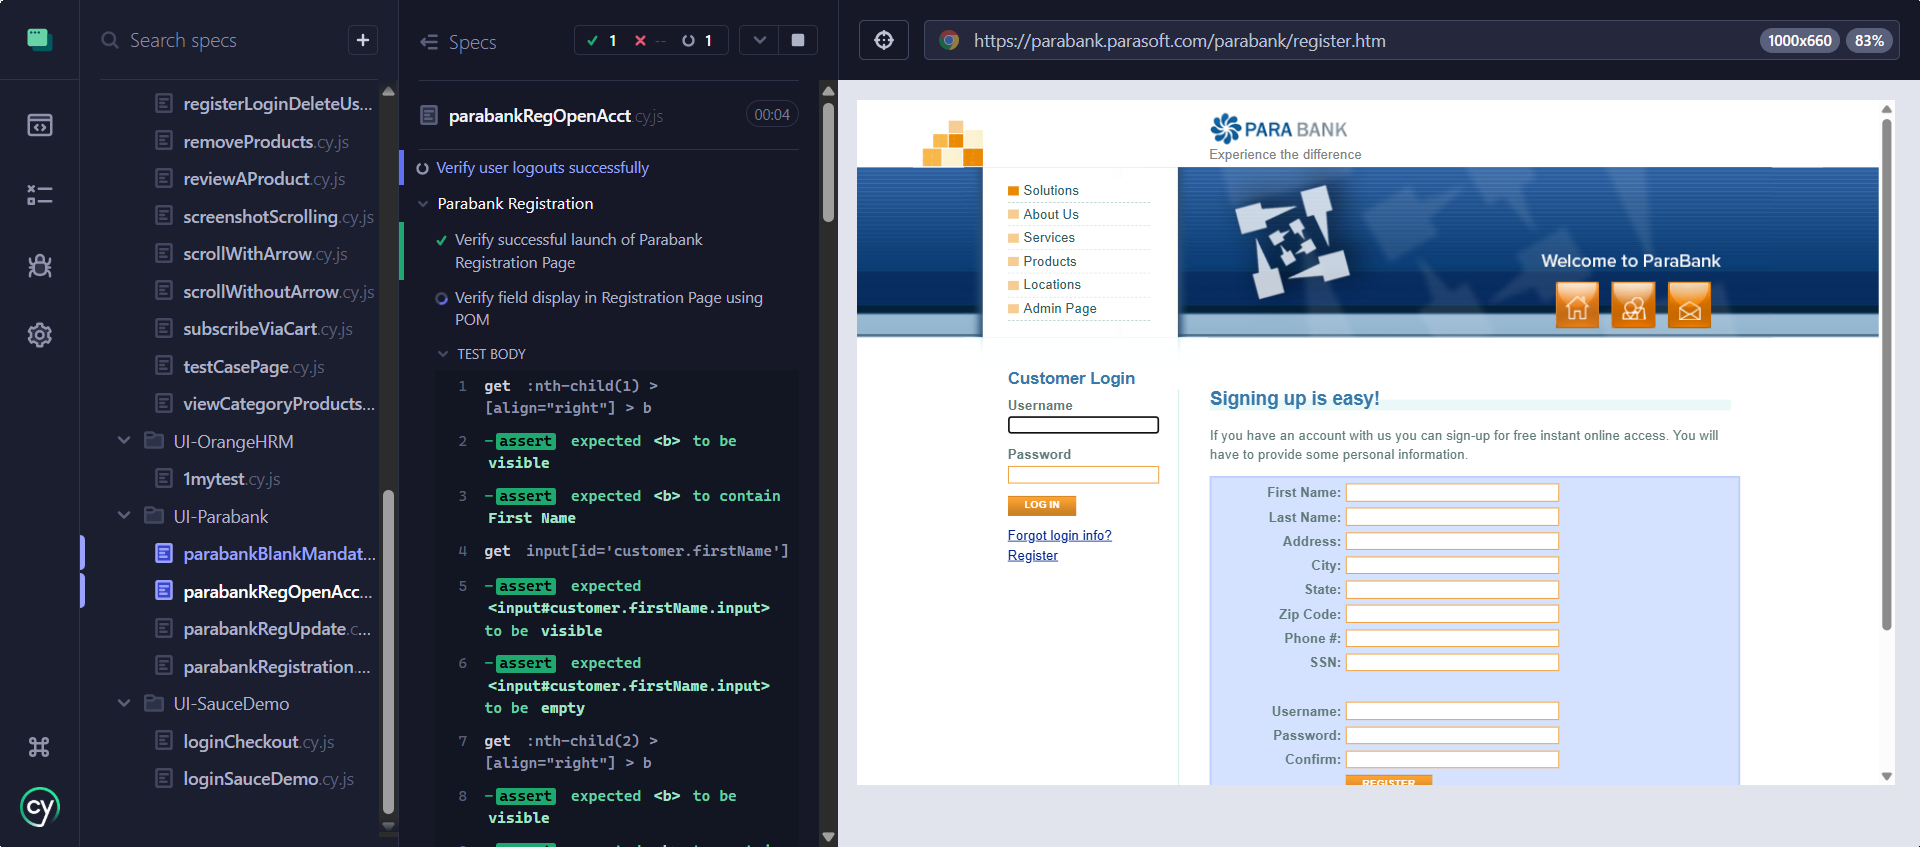 Search specs
+
registerLoginDeleteUs...
removeProducts.cy.js
reviewAProduct.cy.js
screenshotScrolling.cy.js
scrollWithArrow.cy.js
scrollWithoutArrow.cy.js
subscribeViaCart.cy.js
testCasePage.cy.js
viewCategoryProducts...
UI-OrangeHRM
1mytest.cy.js
UI-Parabank
parabankBlankMandat...
parabankRegOpenAcc...
parabankRegUpdate.c...
parabankRegistration....
UI-SauceDemo
loginCheckout.cy.js
loginSauceDemo.cy.js
cy
Specs
1 -- 1
parabankRegOpenAcct.cy.js 00:04
Verify user logouts successfully
Parabank Registration
Verify successful launch of Parabank
Registration Page
Verify field display in Registration Page using
POM
TEST BODY
1 get :nth-child(1) >
[align="right"] > b
2 -assert expected <b> to be
visible
3 -assert expected <b> to contain
First Name
4 get input[id='customer.firstName']
5 -assert expected
<input#customer.firstName.input>
to be visible
6 -assert expected
<input#customer.firstName.input>
to be empty
7 get :nth-child(2) >
[align="right"] > b
8 -assert expected <b> to be
visible
https://parabank.parasoft.com/parabank/register.htm
1000x660 83%
PARA BANK
Experience the difference
Solutions
About Us
Services
Products
Locations
Admin Page
Welcome to ParaBank
Customer Login
Username
Password
LOG IN
Forgot login info?
Register
Signing up is easy!
If you have an account with us you can sign-up for free instant online access. You will
have to provide some personal information.
First Name:
Last Name:
Address:
City:
State:
Zip Code:
Phone #:
SSN:
Username:
Password:
Confirm:
REGISTER